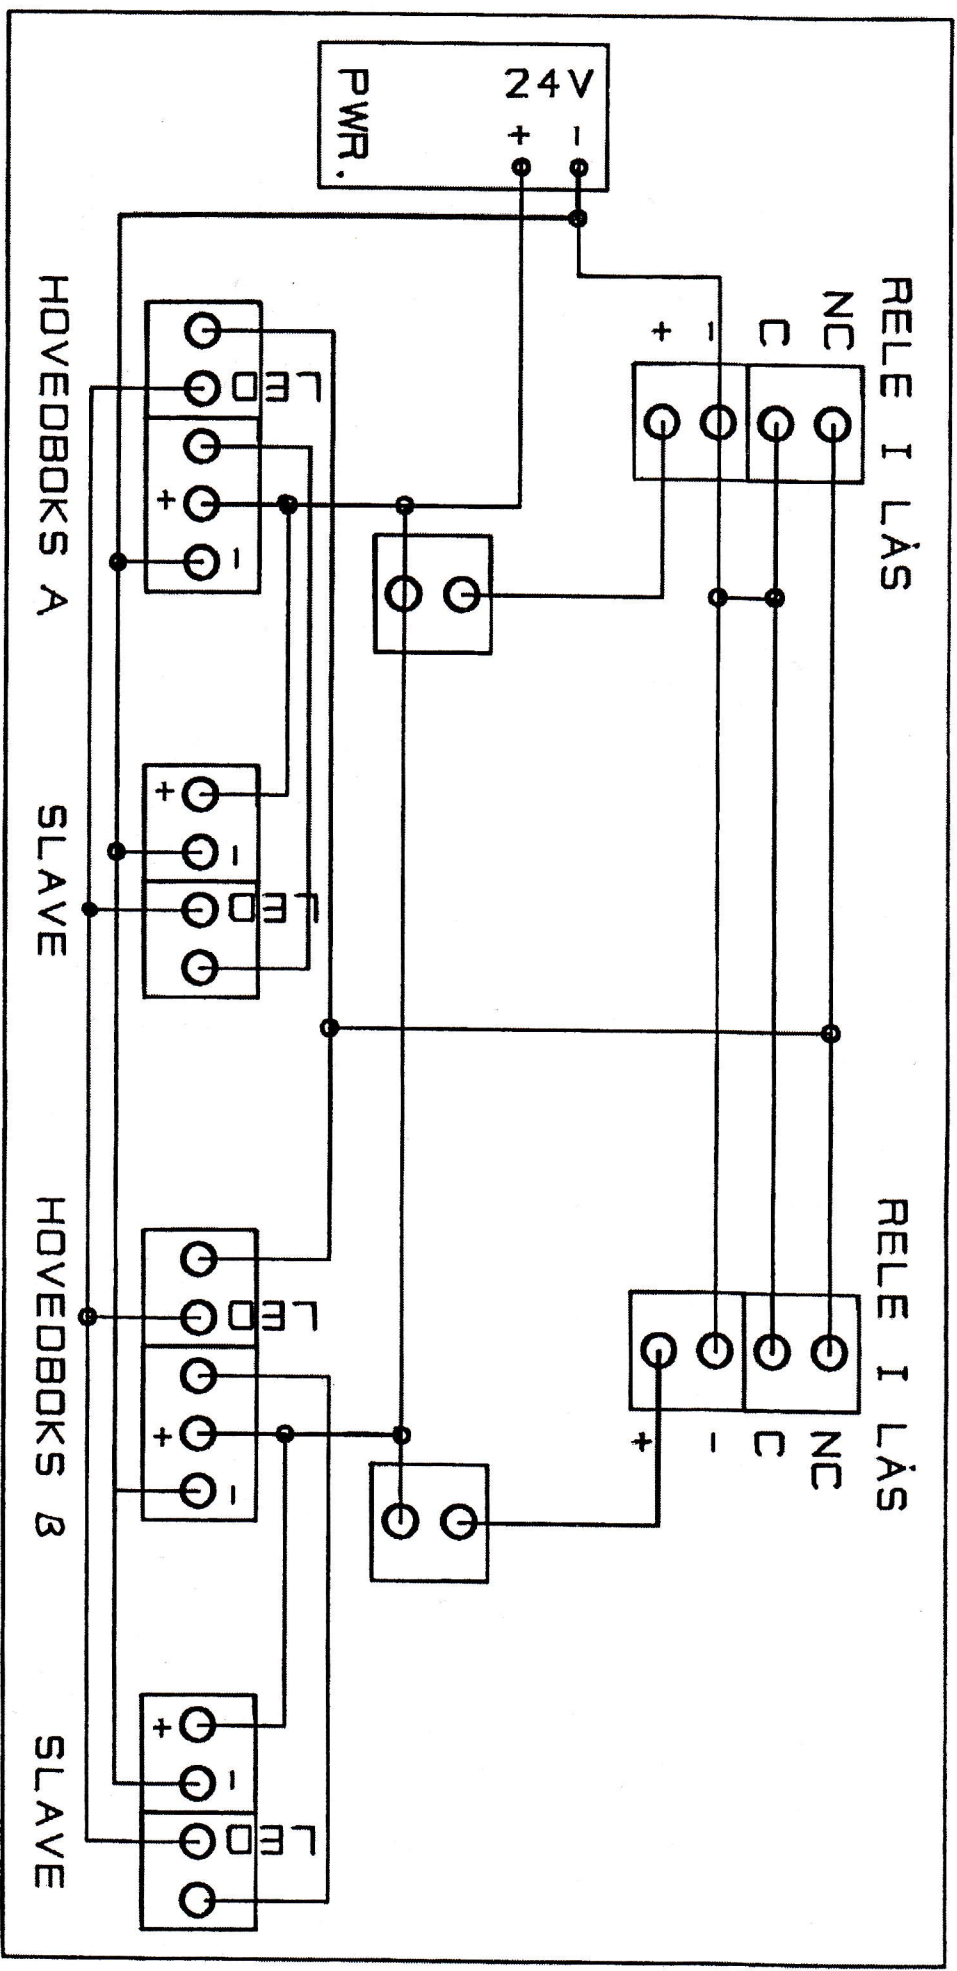 24V
+ -
PWR.
RELE I LÅS
+ - C NC
HOVEDBOKS A
LED
+
-
SLAVE
+
-
LED
RELE I LÅS
+ - C NC
HOVEDBOKS B
LED
+
-
SLAVE
+
-
LED